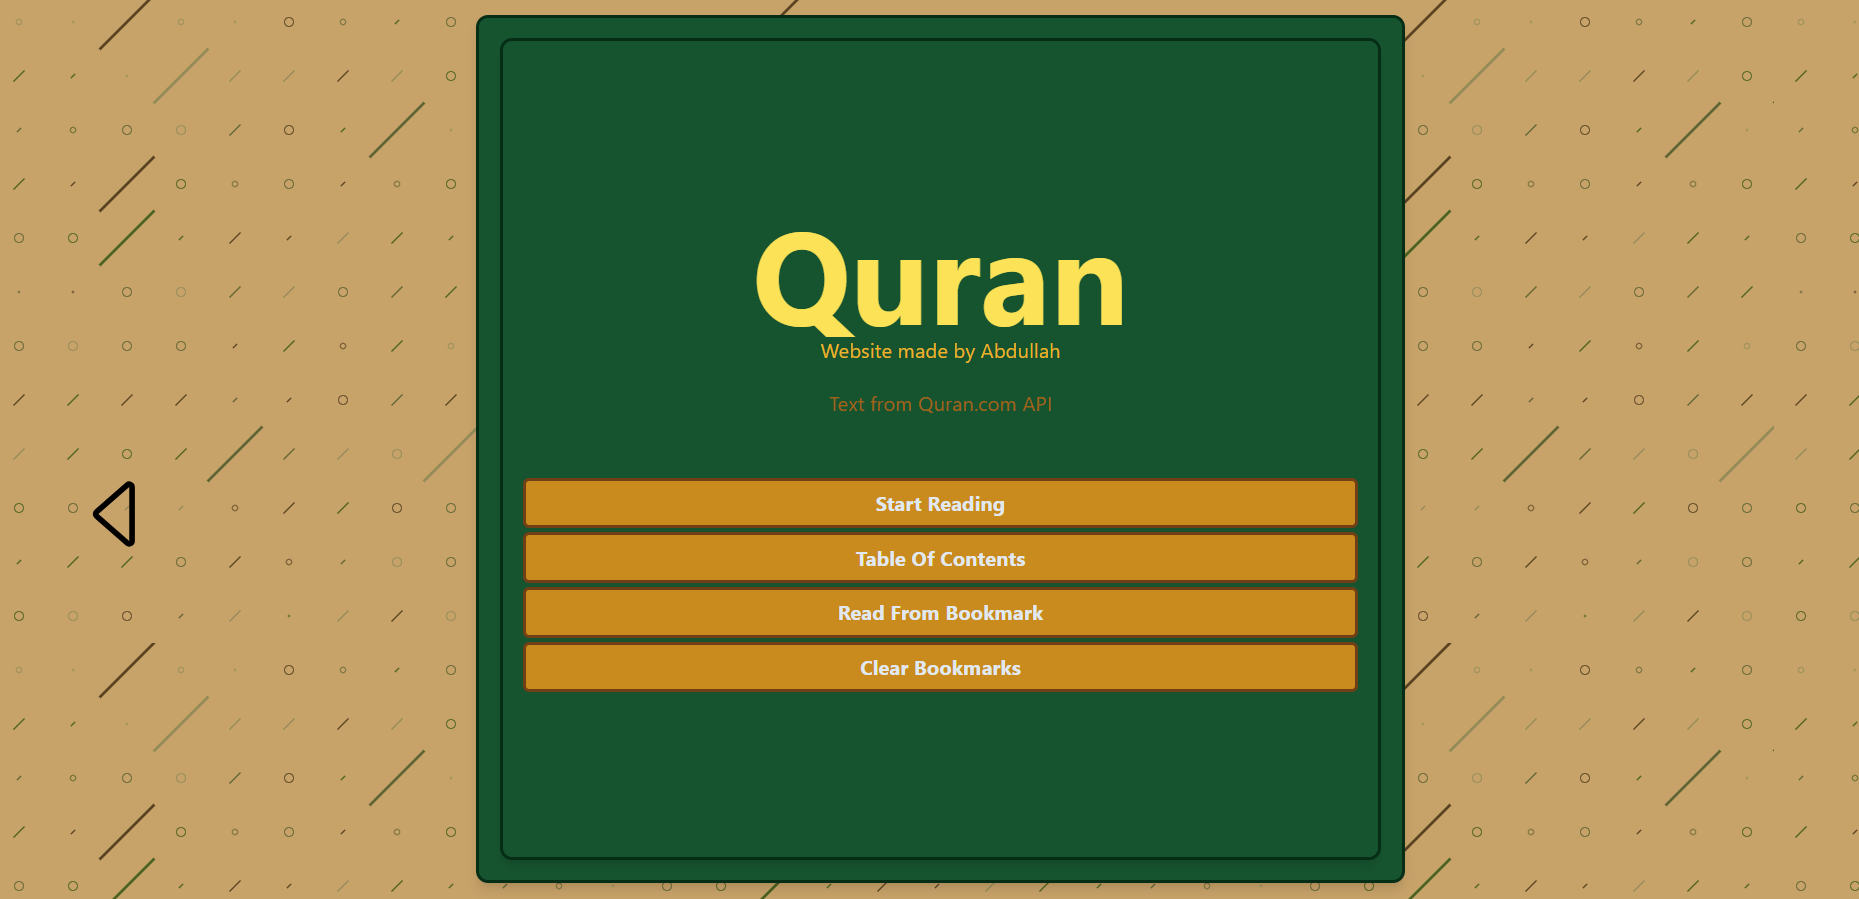 Quran
Website made by Abdullah
Text from Quran.com API
Start Reading
Table Of Contents
Read From Bookmark
Clear Bookmarks